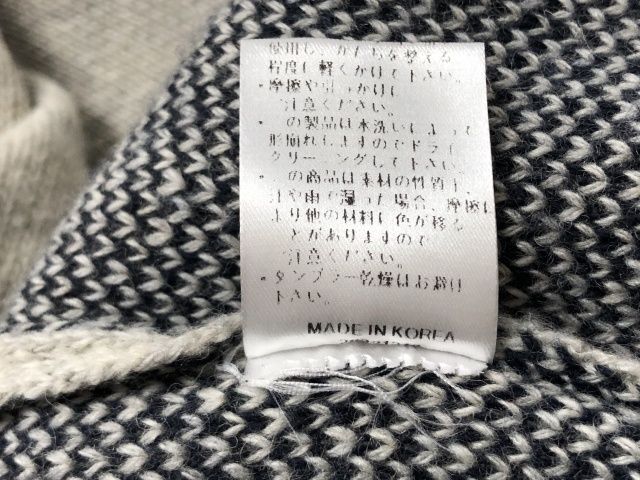 使用し、かたちを整える
程度に軽くかけて下さい。
・摩擦や引っかけに
注意ください。
の製品は水洗いによって
形崩れしますのでドライ
クリーニングして下さい。
の商品は素材の性質上
汗や雨で湿った場合、摩擦に
より他の材料に色が移る
とがありますので
注意ください。
・タンブラー乾燥はお避け
下さい。
MADE IN KOREA